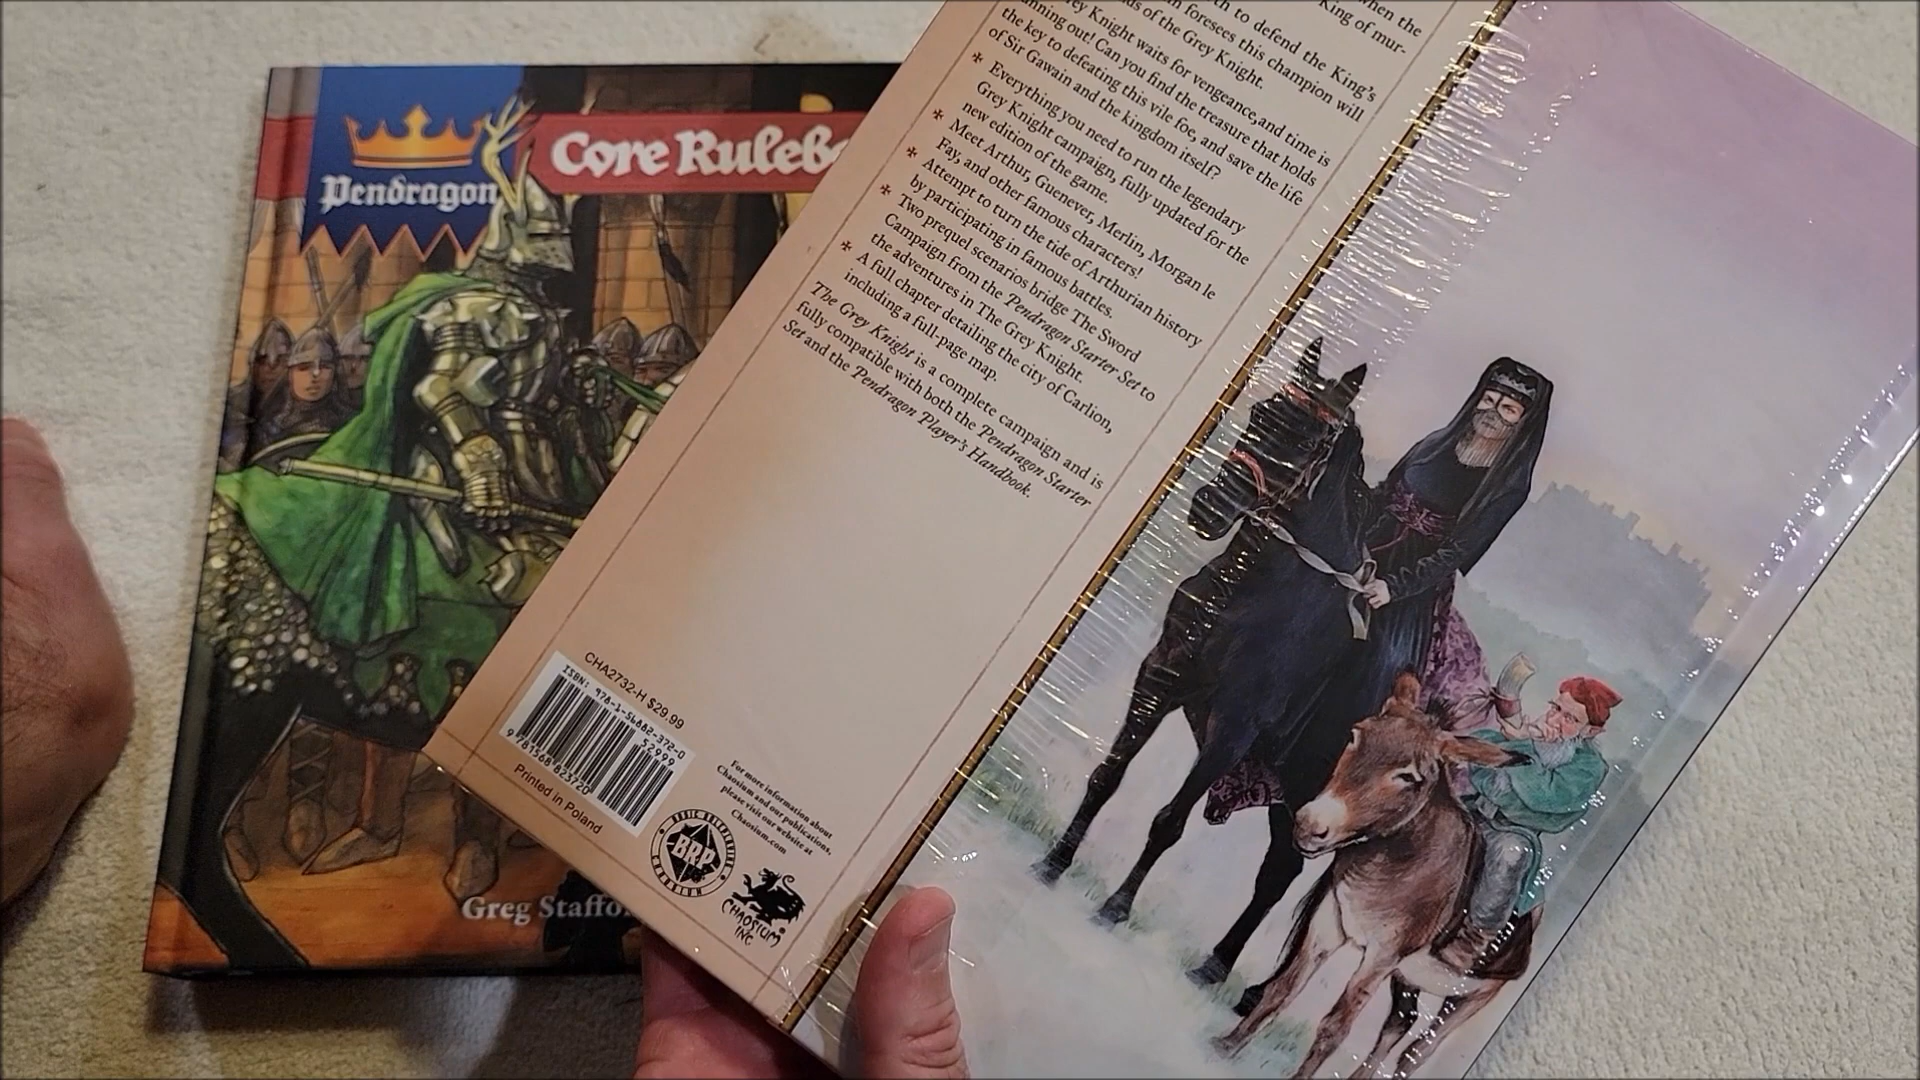 Pendragon
Core Ruleb
Greg Staffo
when the
King of mur-
th to defend the King's
n foresees this champion will
ds of the Grey Knight.
rey Knight waits for vengeance,and time is
unning out! Can you find the treasure that holds
the key to defeating this vile foe, and save the life
of Sir Gawain and the kingdom itself?
Everything you need to run the legendary
Grey Knight campaign, fully updated for the
new edition of the game.
Meet Arthur, Guenever, Merlin, Morgan le
Fay, and other famous characters!
Attempt to turn the tide of Arthurian history
by participating in famous battles.
Two prequel scenarios bridge The Sword
Campaign from the Pendragon Starter Set to
the adventures in The Grey Knight.
A full chapter detailing the city of Carlion,
including a full-page map.
The Grey Knight is a complete campaign and is
fully compatible with both the Pendragon Starter
Set and the Pendragon Player's Handbook.
CHA2732-H $29.99
ISBN: 978-1-56882-372-0
52999
9 781568 823720
Printed in Poland
For more information about
Chaosium and our publications,
please visit our website at
Chaosium.com
BRP
CHAOSIUM
INC.